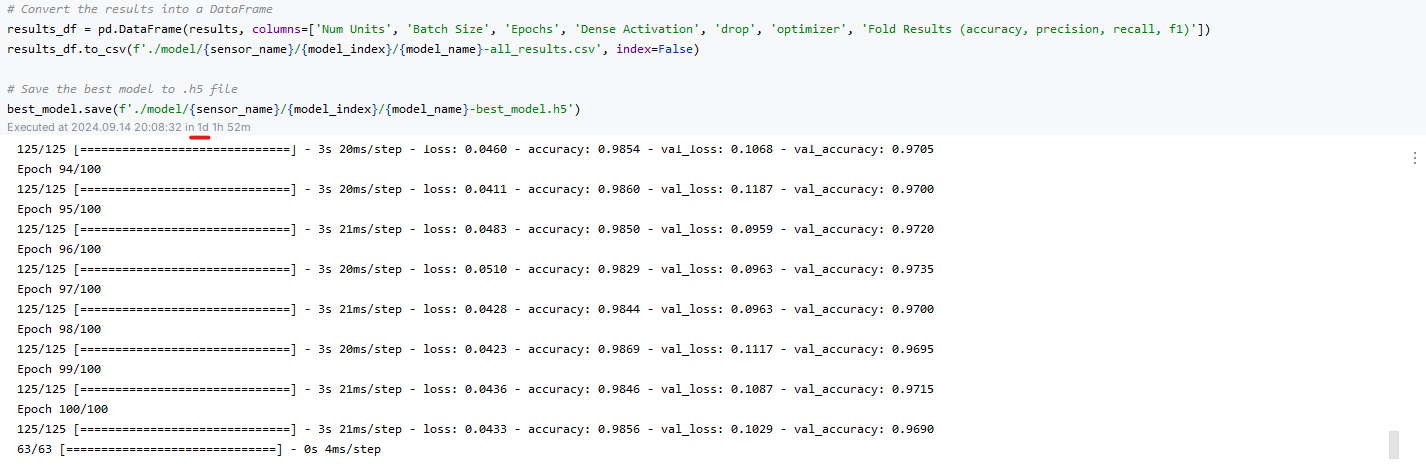 # Convert the results into a DataFrame
results_df = pd.DataFrame(results, columns=['Num Units', 'Batch Size', 'Epochs', 'Dense Activation', 'drop', 'optimizer', 'Fold Results (accuracy, precision, recall, f1)'])
results_df.to_csv(f'./model/{sensor_name}/{model_index}/{model_name}-all_results.csv', index=False)
# Save the best model to .h5 file
best_model.save(f'./model/{sensor_name}/{model_index}/{model_name}-best_model.h5')
Executed at 2024.09.14 20:08:32 in 1d 1h 52m
125/125 [==============================] - 3s 20ms/step - loss: 0.0460 - accuracy: 0.9854 - val_loss: 0.1068 - val_accuracy: 0.9705
Epoch 94/100
125/125 [==============================] - 3s 20ms/step - loss: 0.0411 - accuracy: 0.9860 - val_loss: 0.1187 - val_accuracy: 0.9700
Epoch 95/100
125/125 [==============================] - 3s 21ms/step - loss: 0.0483 - accuracy: 0.9850 - val_loss: 0.0959 - val_accuracy: 0.9720
Epoch 96/100
125/125 [==============================] - 3s 20ms/step - loss: 0.0510 - accuracy: 0.9829 - val_loss: 0.0963 - val_accuracy: 0.9735
Epoch 97/100
125/125 [==============================] - 3s 21ms/step - loss: 0.0428 - accuracy: 0.9844 - val_loss: 0.0963 - val_accuracy: 0.9700
Epoch 98/100
125/125 [==============================] - 3s 20ms/step - loss: 0.0423 - accuracy: 0.9869 - val_loss: 0.1117 - val_accuracy: 0.9695
Epoch 99/100
125/125 [==============================] - 3s 21ms/step - loss: 0.0436 - accuracy: 0.9846 - val_loss: 0.1087 - val_accuracy: 0.9715
Epoch 100/100
125/125 [==============================] - 3s 21ms/step - loss: 0.0433 - accuracy: 0.9856 - val_loss: 0.1029 - val_accuracy: 0.9690
63/63 [==============================] - 0s 4ms/step